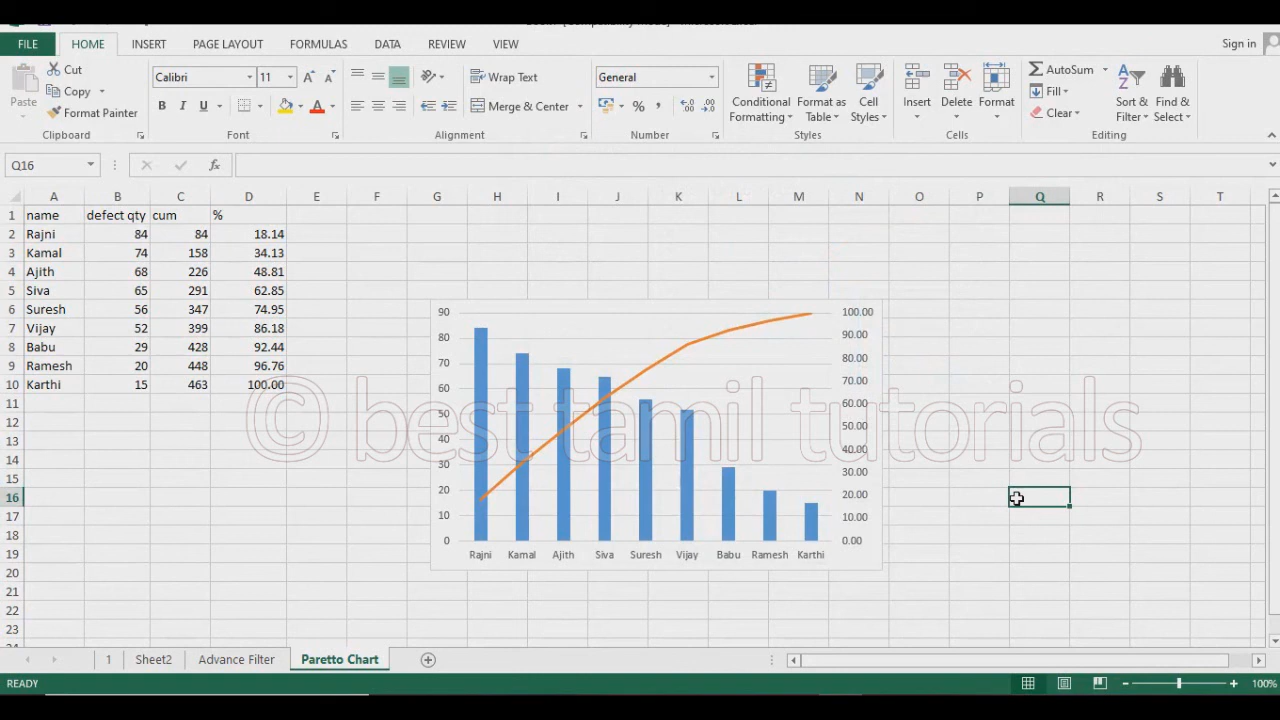 FILE HOME INSERT PAGE LAYOUT FORMULAS DATA REVIEW VIEW Sign in
Paste
Cut
Copy
Format Painter
Clipboard
Calibri 11
B I U
Font
Wrap Text
Merge & Center
Alignment
General
% ,
Number
Conditional Formatting
Format as Table
Cell Styles
Styles
Insert
Delete
Format
Cells
AutoSum
Fill
Clear
Sort & Filter
Find & Select
Editing
Q16 fx
A B C D E F G H I J K L M N O P Q R S T
1 name defect qty cum %
2 Rajni 84 84 18.14
3 Kamal 74 158 34.13
4 Ajith 68 226 48.81
5 Siva 65 291 62.85
6 Suresh 56 347 74.95
7 Vijay 52 399 86.18
8 Babu 29 428 92.44
9 Ramesh 20 448 96.76
10 Karthi 15 463 100.00
11
12
13
14
15
16
17
18
19
20
21
22
23
90 100.00
80 90.00
70 80.00
60 70.00
50 60.00
40 50.00
30 40.00
20 30.00
10 20.00
0 10.00
0.00
Rajni Kamal Ajith Siva Suresh Vijay Babu Ramesh Karthi
© best tamil tutorials
1 Sheet2 Advance Filter Paretto Chart
READY 100%